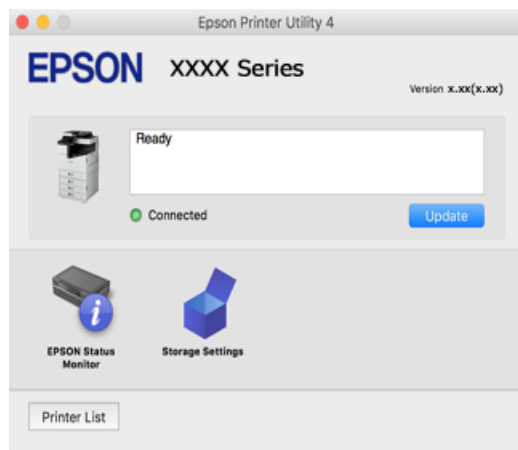 Epson Printer Utility 4
EPSON XXXX Series
Version x.xx(x.xx)
Ready
Connected
Update
EPSON Status
Monitor
Storage Settings
Printer List